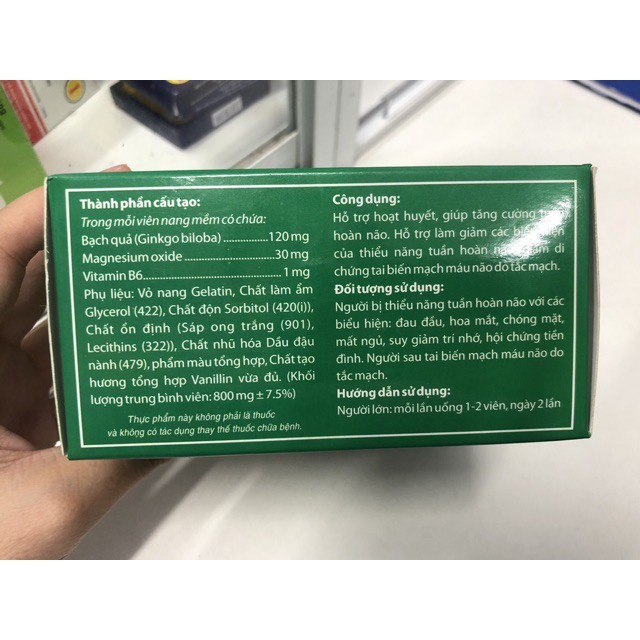 Thành phần cấu tạo:
Trong mỗi viên nang mềm có chứa:
Bạch quả (Ginkgo biloba)................120 mg
Magnesium oxide................................30 mg
Vitamin B6...........................................1 mg
Phụ liệu: Vỏ nang Gelatin, Chất làm ẩm
Glycerol (422), Chất độn Sorbitol (420(i)),
Chất ổn định (Sáp ong trắng (901),
Lecithins (322)), Chất nhũ hóa Dầu đậu
nành (479), phẩm màu tổng hợp, Chất tạo
hương tổng hợp Vanillin vừa đủ. (Khối
lượng trung bình viên: 800 mg ± 7.5%)
Thực phẩm này không phải là thuốc
và không có tác dụng thay thế thuốc chữa bệnh.
Công dụng:
Hỗ trợ hoạt huyết, giúp tăng cường
hoàn não. Hỗ trợ làm giảm các
của thiểu năng tuần hoàn não, di
chứng tai biến mạch máu não do tắc mạch.
Đối tượng sử dụng:
Người bị thiểu năng tuần hoàn não với các
biểu hiện: đau đầu, hoa mắt, chóng mặt,
mất ngủ, suy giảm trí nhớ, hội chứng tiền
đình. Người sau tai biến mạch máu não do
tắc mạch.
Hướng dẫn sử dụng:
Người lớn: mỗi lần uống 1-2 viên, ngày 2 lần